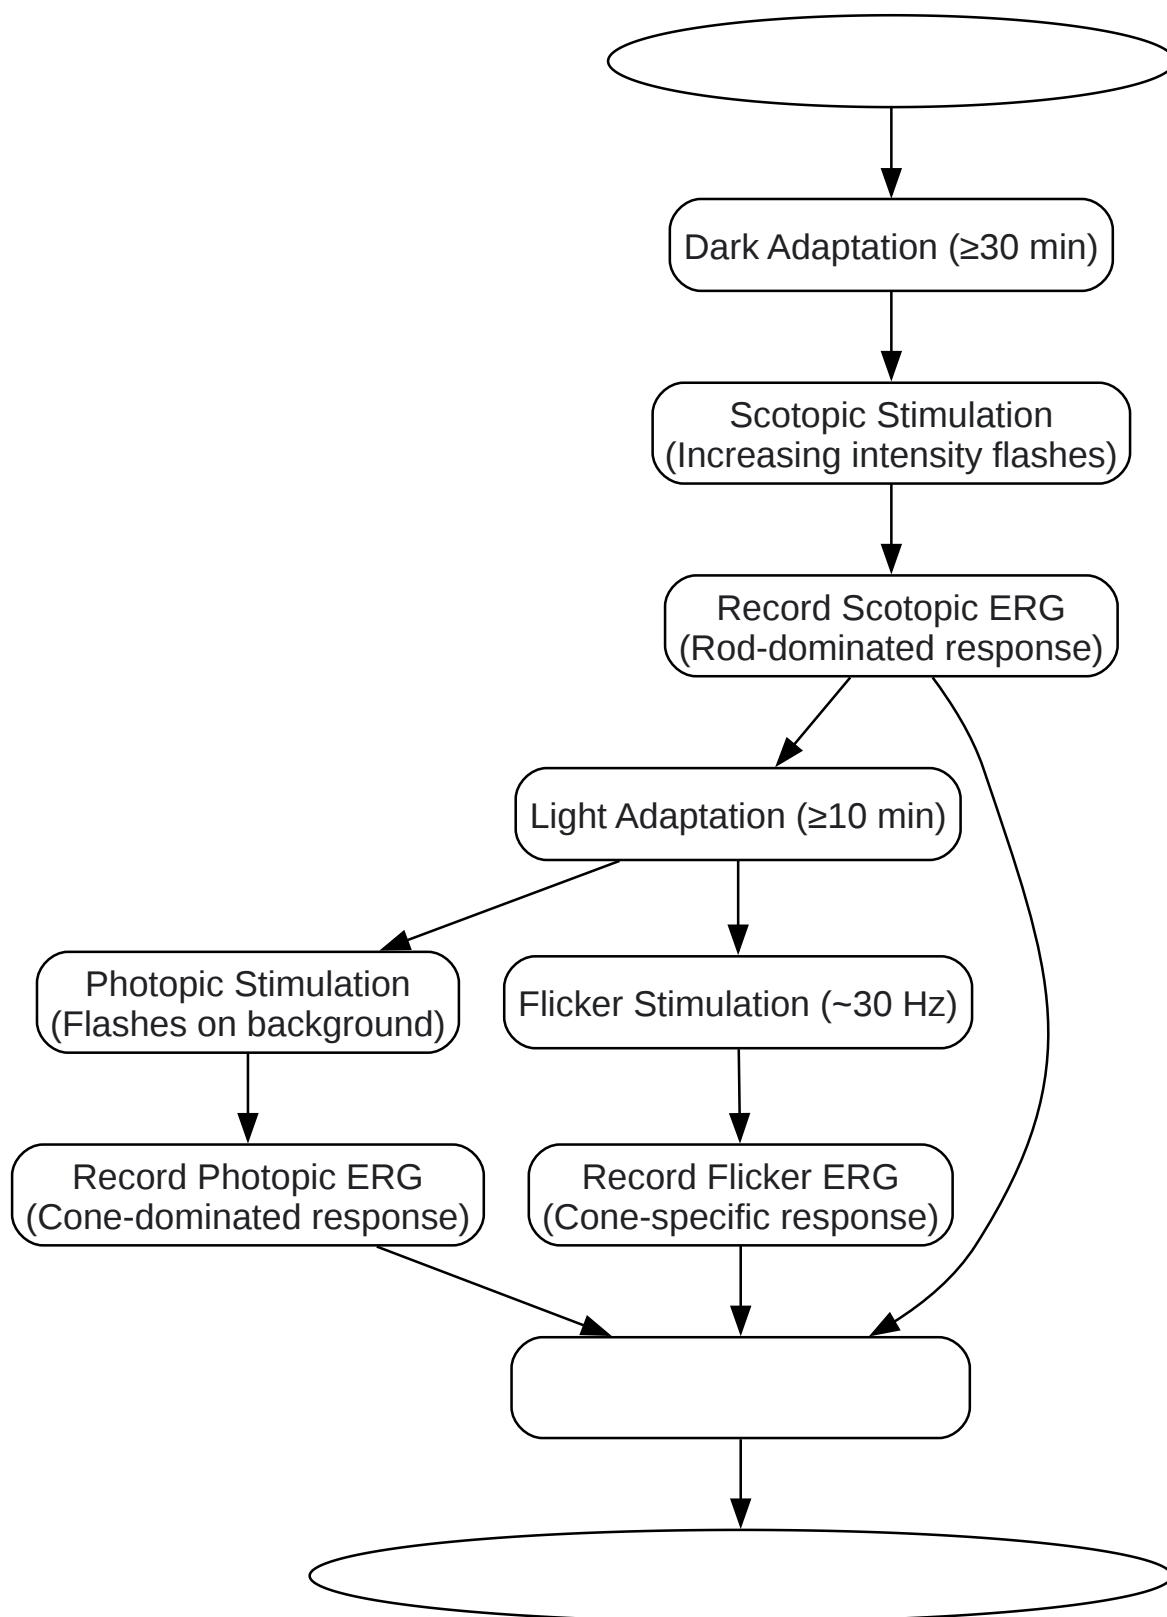 Dark Adaptation (≥30 min)
Scotopic Stimulation
(Increasing intensity flashes)
Record Scotopic ERG
(Rod-dominated response)
Light Adaptation (≥10 min)
Photopic Stimulation
(Flashes on background)
Flicker Stimulation (~30 Hz)
Record Photopic ERG
(Cone-dominated response)
Record Flicker ERG
(Cone-specific response)